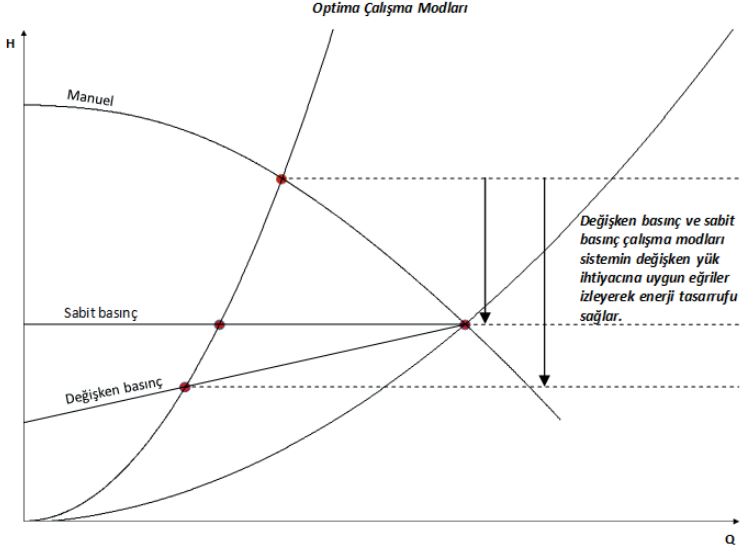 Optima Çalışma Modları
H
Manuel
Değişken basınç ve sabit
basınç çalışma modları
sistemin değişken yük
ihtiyacına uygun eğriler
izleyerek enerji tasarrufu
sağlar.
Sabit basınç
Değişken basınç
Q